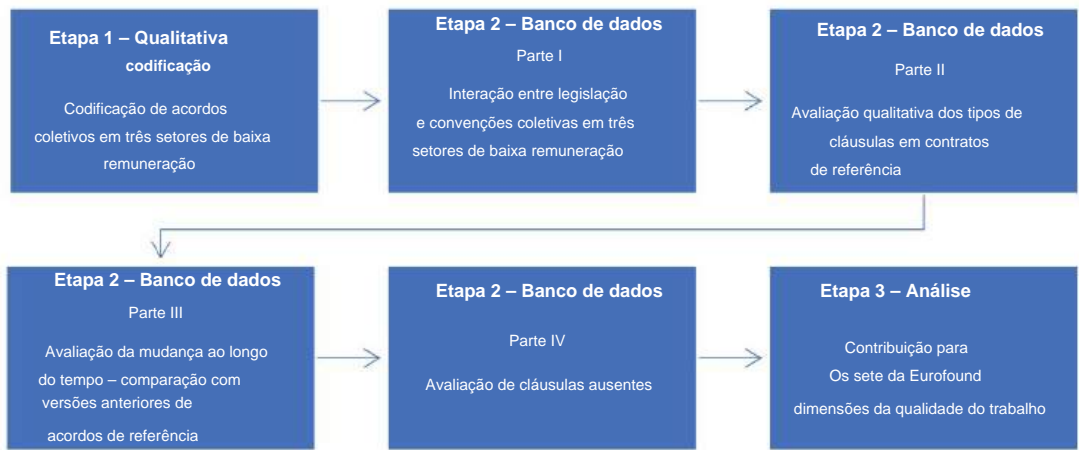 Etapa 1 – Qualitativa
codificação
Codificação de acordos
coletivos em três setores de baixa
remuneração
Etapa 2 – Banco de dados
Parte I
Interação entre legislação
e convenções coletivas em três
setores de baixa remuneração
Etapa 2 – Banco de dados
Parte II
Avaliação qualitativa dos tipos de
cláusulas em contratos
de referência
Etapa 2 – Banco de dados
Parte III
Avaliação da mudança ao longo
do tempo – comparação com
versões anteriores de
acordos de referência
Etapa 2 – Banco de dados
Parte IV
Avaliação de cláusulas ausentes
Etapa 3 – Análise
Contribuição para
Os sete da Eurofound
dimensões da qualidade do trabalho